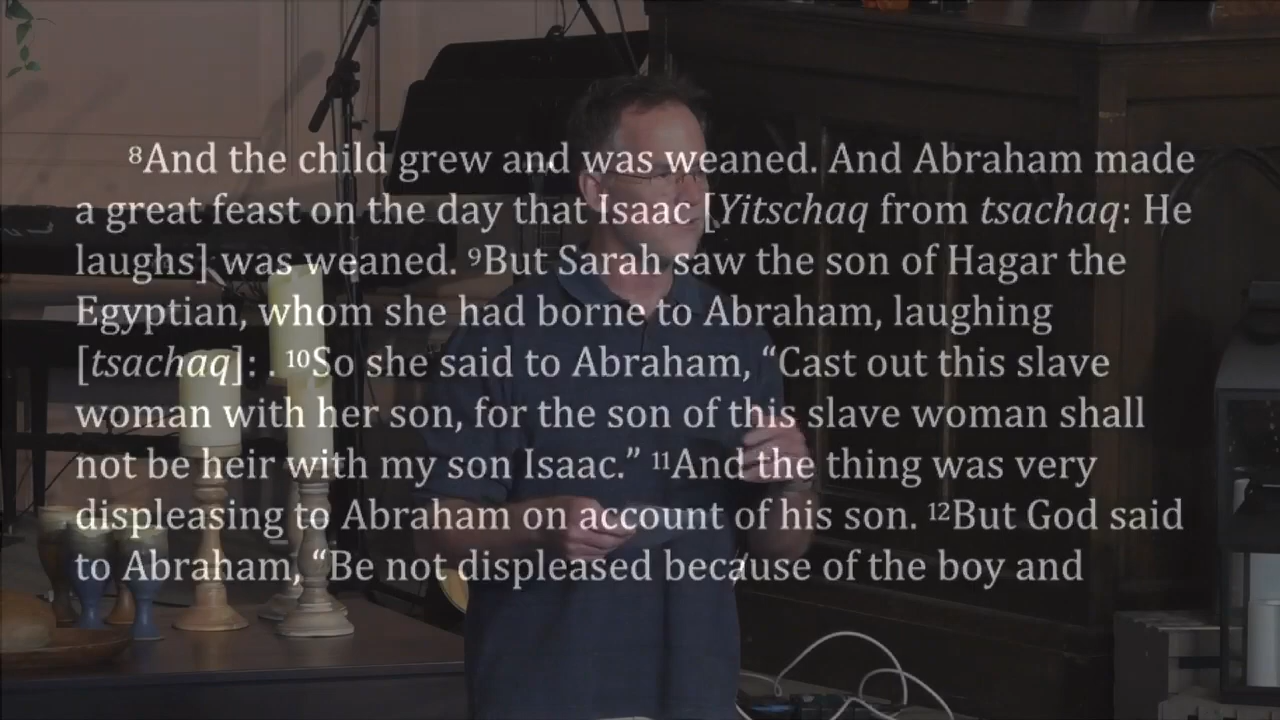 ⁸And the child grew and was weaned. And Abraham made
a great feast on the day that Isaac [Yitschaq from tsachaq: He
laughs] was weaned. ⁹But Sarah saw the son of Hagar the
Egyptian, whom she had borne to Abraham, laughing
[tsachaq]: . ¹⁰So she said to Abraham, “Cast out this slave
woman with her son, for the son of this slave woman shall
not be heir with my son Isaac.” ¹¹And the thing was very
displeasing to Abraham on account of his son. ¹²But God said
to Abraham, “Be not displeased because of the boy and